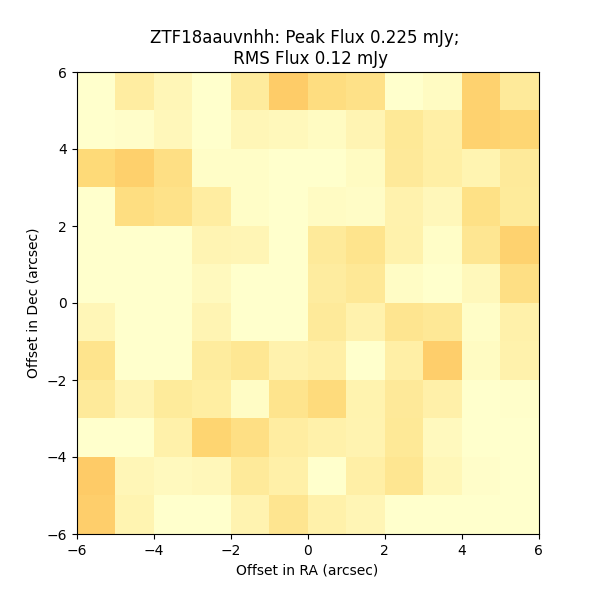 ZTF18aauvnhh: Peak Flux 0.225 mJy;
RMS Flux 0.12 mJy
6
4
2
0
−2
−4
−6
Offset in Dec (arcsec)
−6 −4 −2 0 2 4 6
Offset in RA (arcsec)